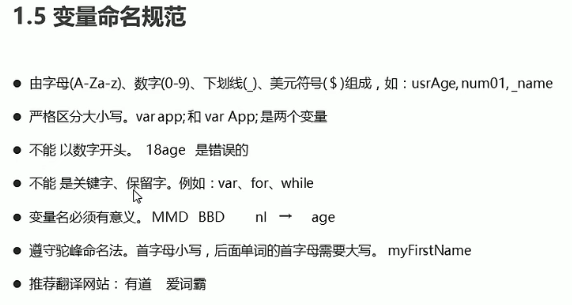 1.5 变量命名规范
● 由字母(A-Za-z)、数字(0-9)、下划线(_)、美元符号($)组成，如：usrAge, num01, _name
● 严格区分大小写。var app; 和 var App; 是两个变量
● 不能 以数字开头。 18age 是错误的
● 不能 是关键字、保留字。例如：var、for、while
● 变量名必须有意义。 MMD BBD nl → age
● 遵守驼峰命名法。首字母小写，后面单词的首字母需要大写。 myFirstName
● 推荐翻译网站： 有道 爱词霸